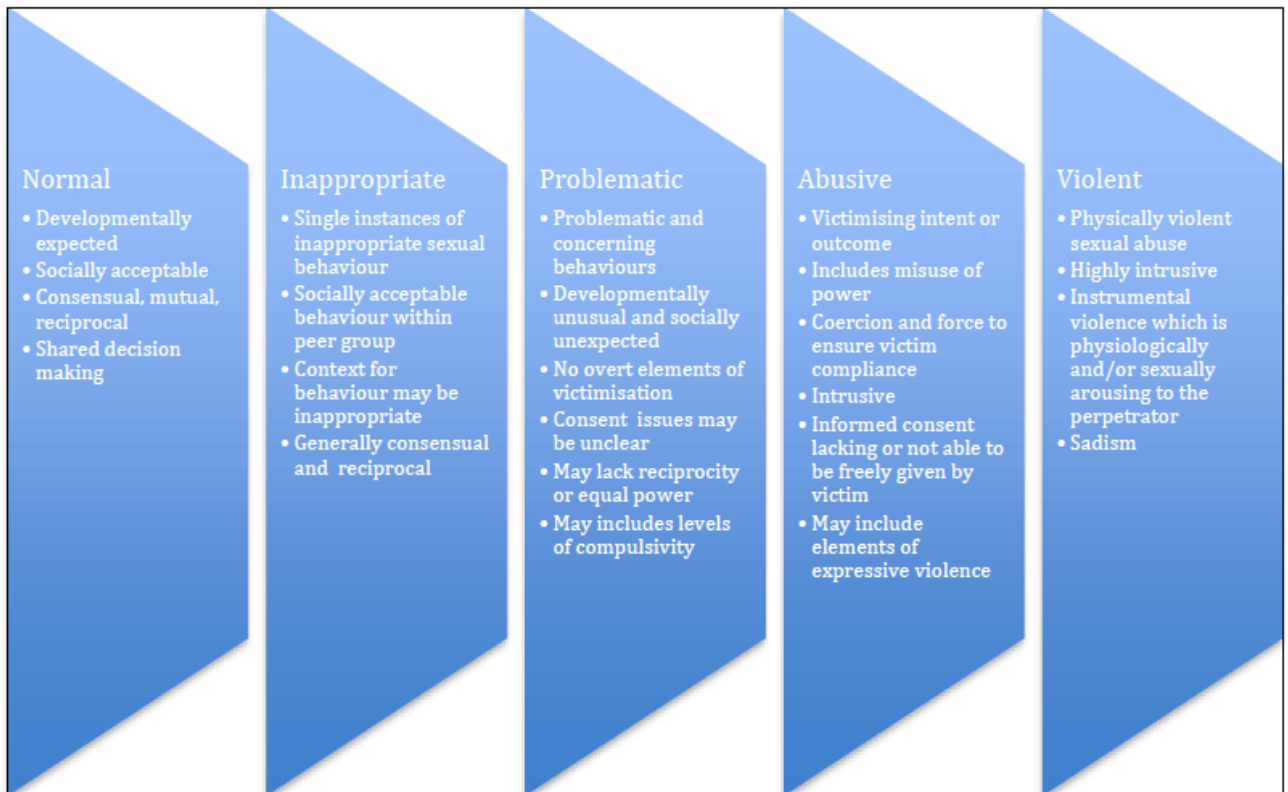 Normal
• Developmentally
expected
• Socially acceptable
• Consensual, mutual,
reciprocal
• Shared decision
making
Inappropriate
• Single instances of
inappropriate sexual
behaviour
• Socially acceptable
behaviour within
peer group
• Context for
behaviour may be
inappropriate
• Generally consensual
and reciprocal
Problematic
• Problematic and
concerning
behaviours
• Developmentally
unusual and socially
unexpected
• No overt elements of
victimisation
• Consent issues may
be unclear
• May lack reciprocity
or equal power
• May includes levels
of compulsivity
Abusive
• Victimising intent or
outcome
• Includes misuse of
power
• Coercion and force to
ensure victim
compliance
• Intrusive
• Informed consent
lacking or not able to
be freely given by
victim
• May include
elements of
expressive violence
Violent
• Physically violent
sexual abuse
• Highly intrusive
• Instrumental
violence which is
physiologically
and/or sexually
arousing to the
perpetrator
• Sadism